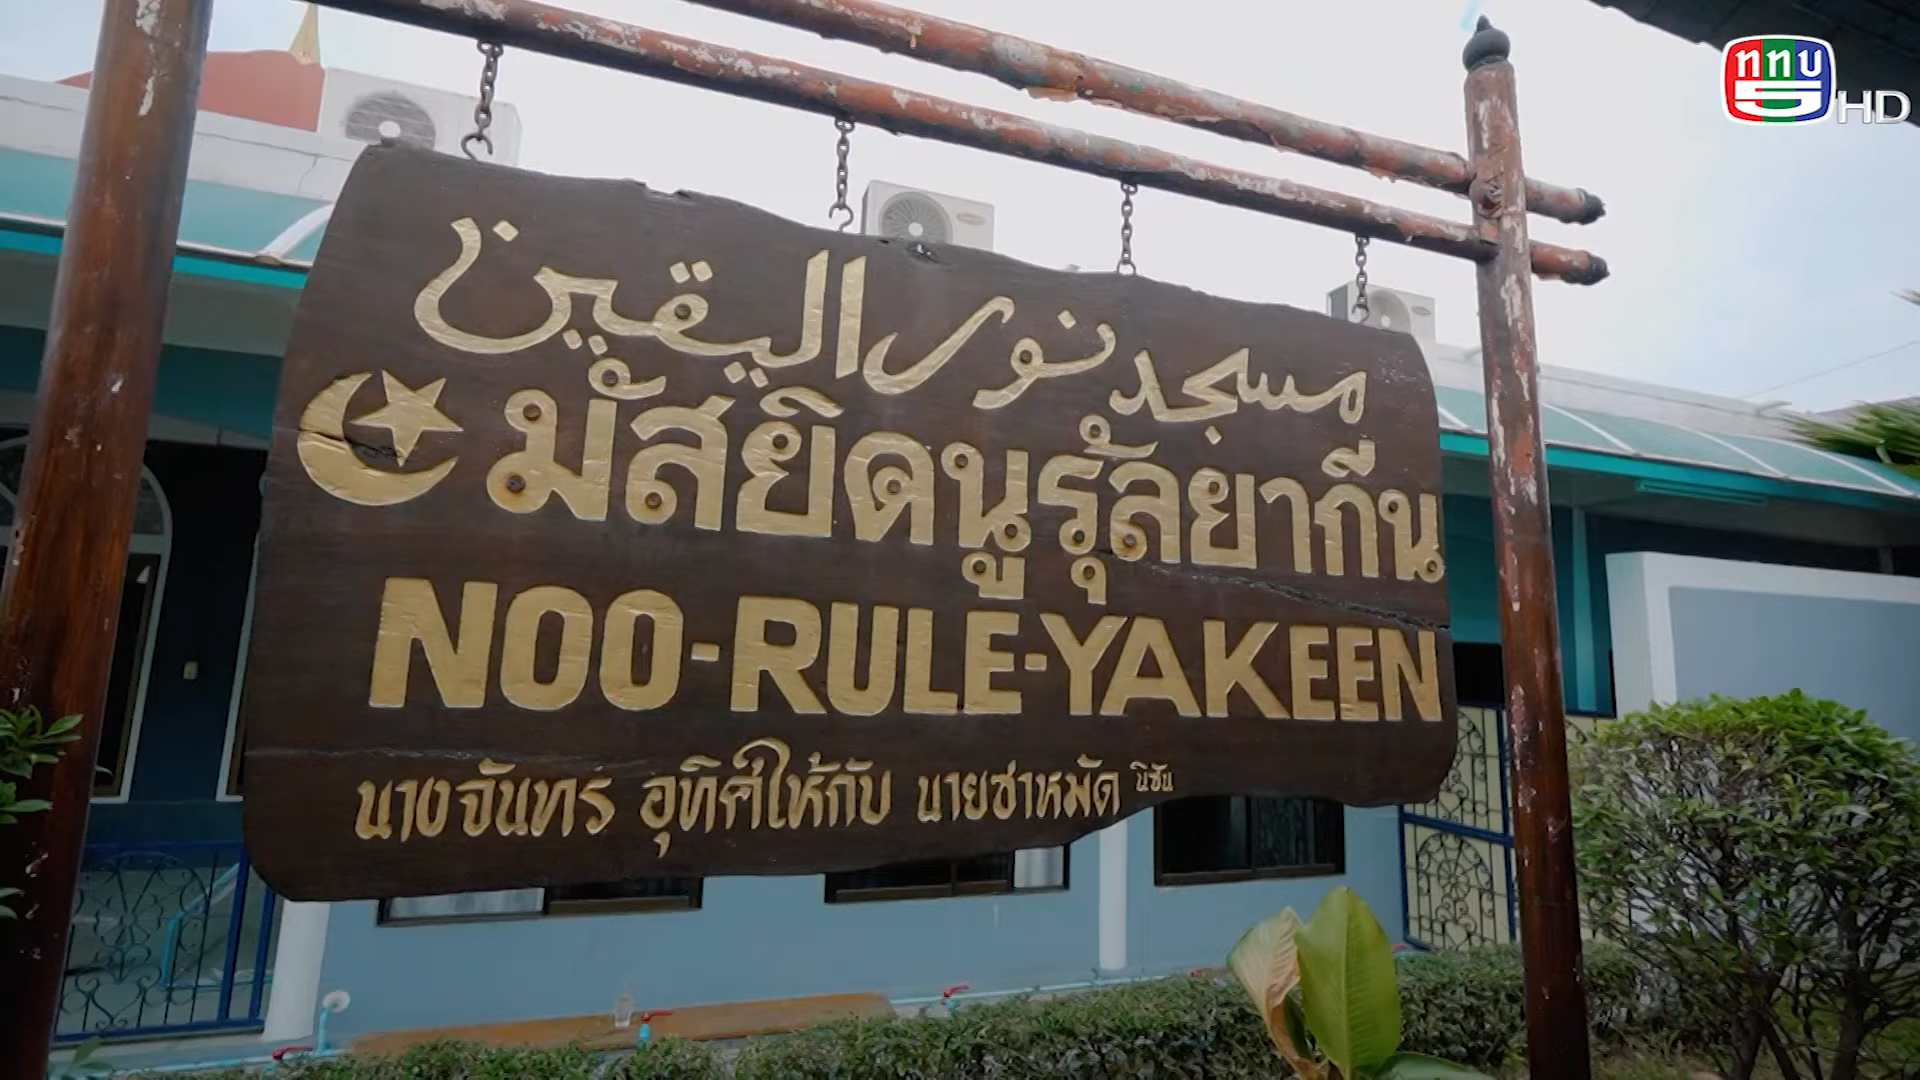 مسجد نور اليقين
มัสยิดนูรุ้ลยากีน
NOO-RULE-YAKEEN
นางจันทร อุทิศให้กับ นายฮาหมัด นิซัน
ททบ 5 HD